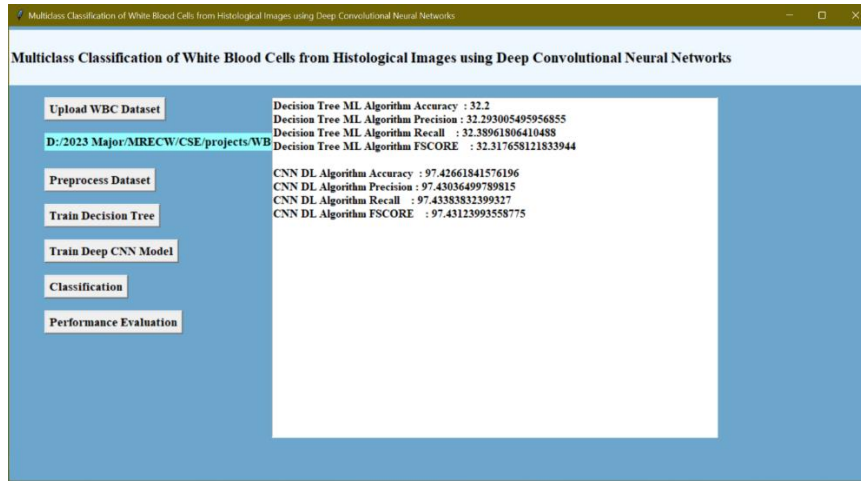 Multiclass Classification of White Blood Cells from Histological Images using Deep Convolutional Neural Networks
Multiclass Classification of White Blood Cells from Histological Images using Deep Convolutional Neural Networks
Upload WBC Dataset
D:/2023 Major/MRECW/CSE/projects/WB
Preprocess Dataset
Train Decision Tree
Train Deep CNN Model
Classification
Performance Evaluation
Decision Tree ML Algorithm Accuracy : 32.2
Decision Tree ML Algorithm Precision : 32.293005495956855
Decision Tree ML Algorithm Recall : 32.38961806410488
Decision Tree ML Algorithm FSCORE : 32.317658121833944
CNN DL Algorithm Accuracy : 97.42661841576196
CNN DL Algorithm Precision : 97.43036499789815
CNN DL Algorithm Recall : 97.43383832399327
CNN DL Algorithm FSCORE : 97.43123993558775